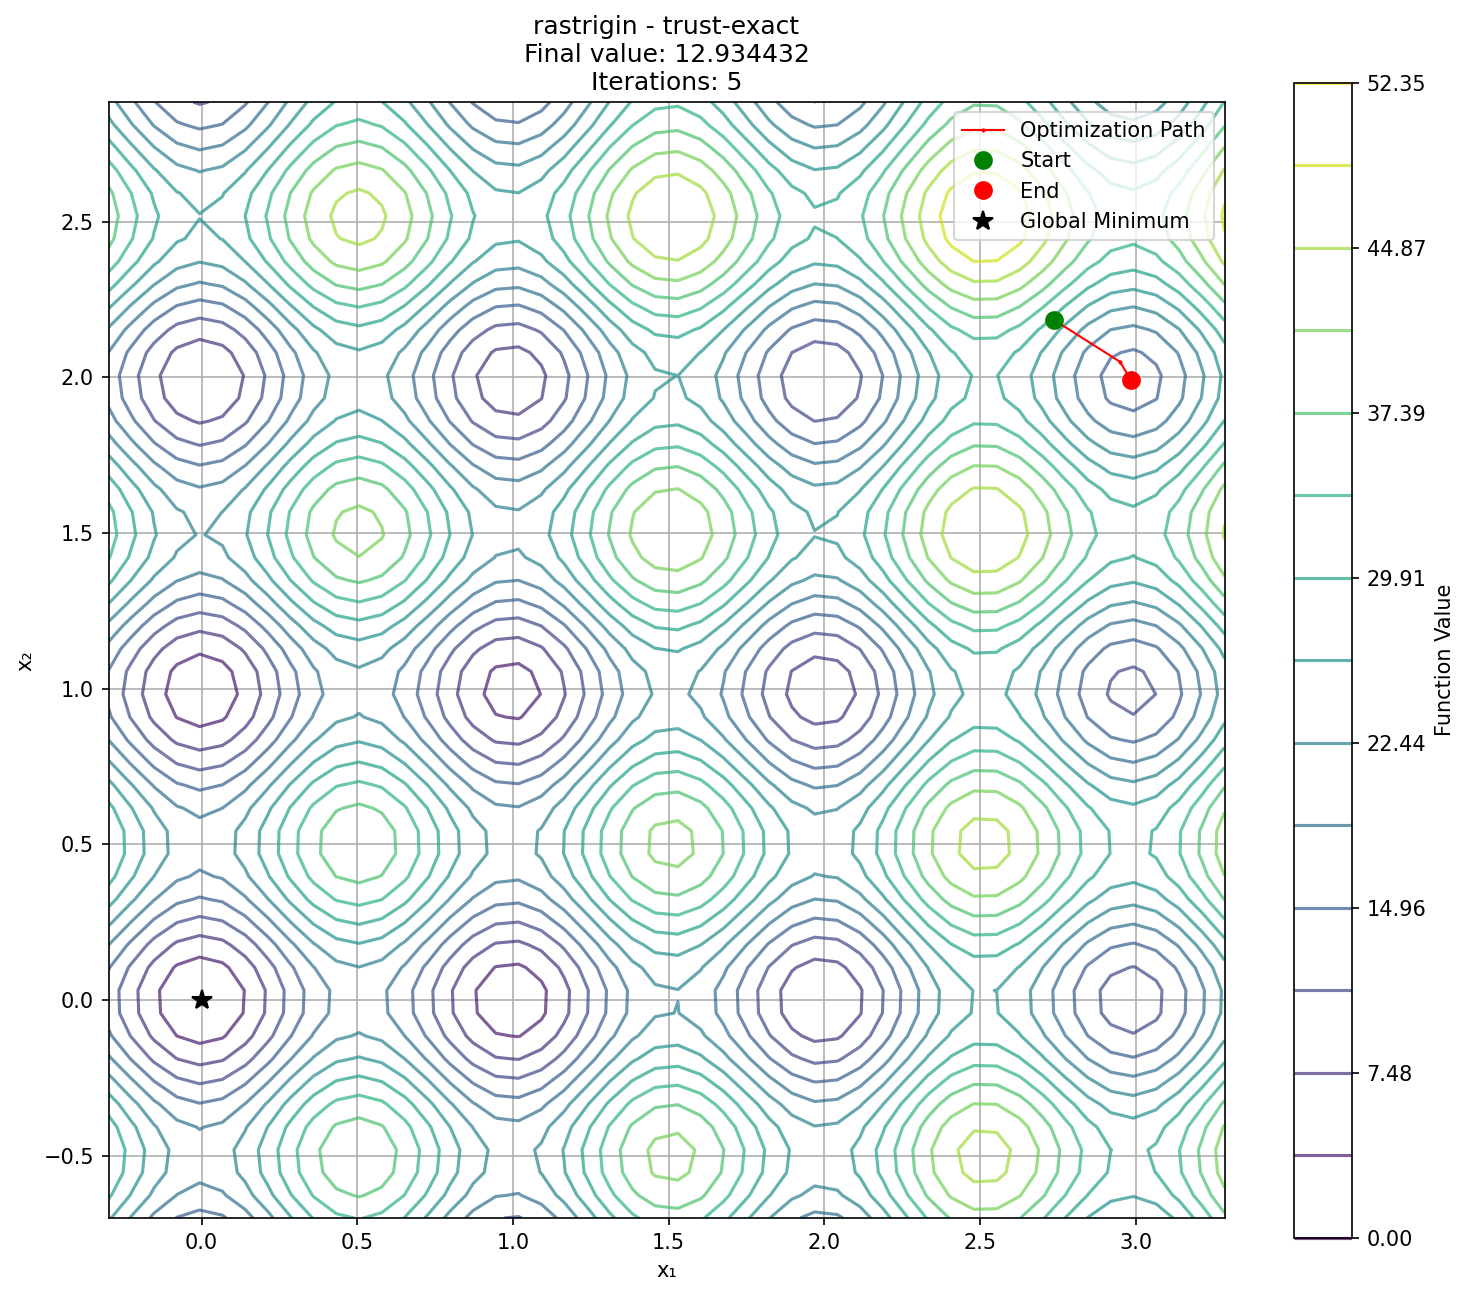 rastrigin - trust-exact
Final value: 12.934432
Iterations: 5
Optimization Path
Start
End
Global Minimum
2.5
2.0
1.5
1.0
0.5
0.0
−0.5
x₂
0.0 0.5 1.0 1.5 2.0 2.5 3.0
x₁
52.35
44.87
37.39
29.91
22.44
14.96
7.48
0.00
Function Value